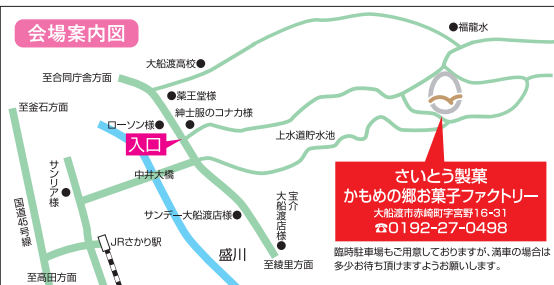 会場案内図
福龍水
大船渡高校
至合同庁舎方面
薬王堂様
至釜石方面
紳士服のコナカ様
ローソン様
入口
上水道貯水池
中井大橋
サンリア様
国道45号線
サンデー大船渡店様
宝介
大船渡店様
JRさかり駅
盛川
至綾里方面
至高田方面
さいとう製菓
かもめの郷お菓子ファクトリー
大船渡市赤崎町字宮野16-31
☎0192-27-0498
臨時駐車場もご用意しておりますが、満車の場合は
多少お待ち頂けますようお願いします。